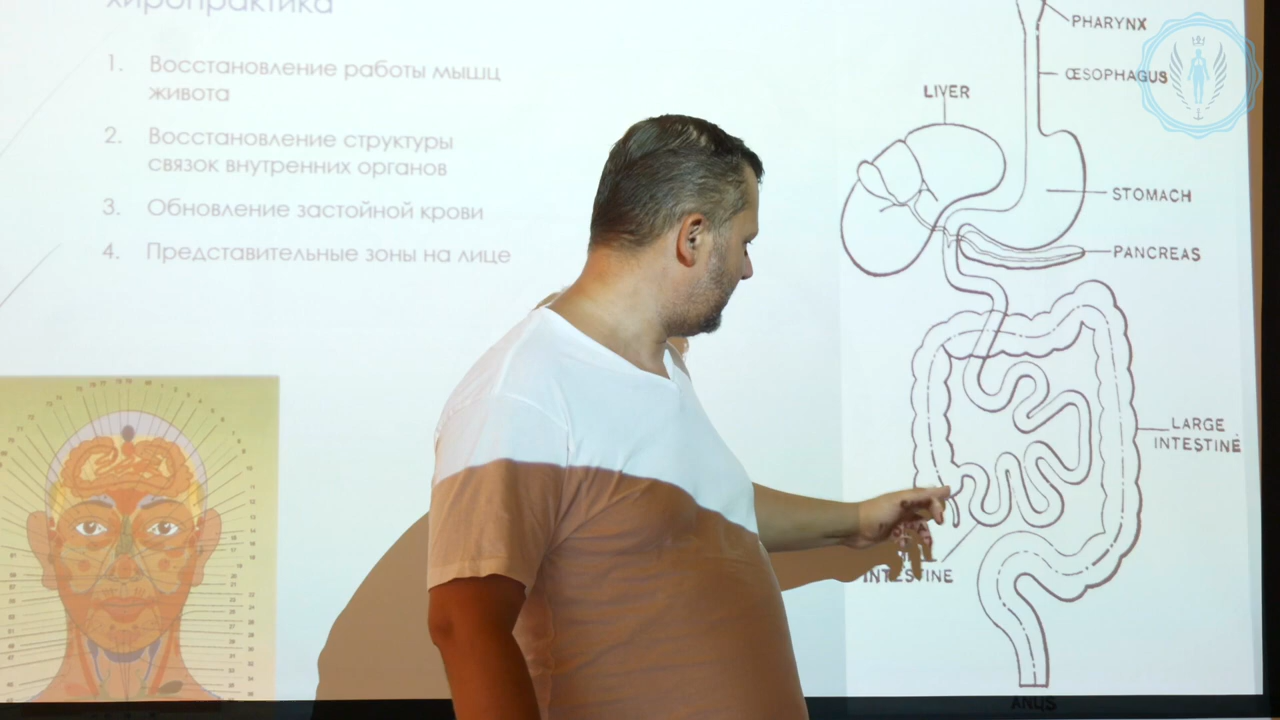 хиропрактика
1. Восстановление работы мышц
живота
2. Восстановление структуры
связок внутренних органов
3. Обновление застойной крови
4. Представительные зоны на лице
PHARYNX
ŒSOPHAGUS
LIVER
STOMACH
PANCREAS
LARGE
INTESTINE
INTESTINE
ANUS